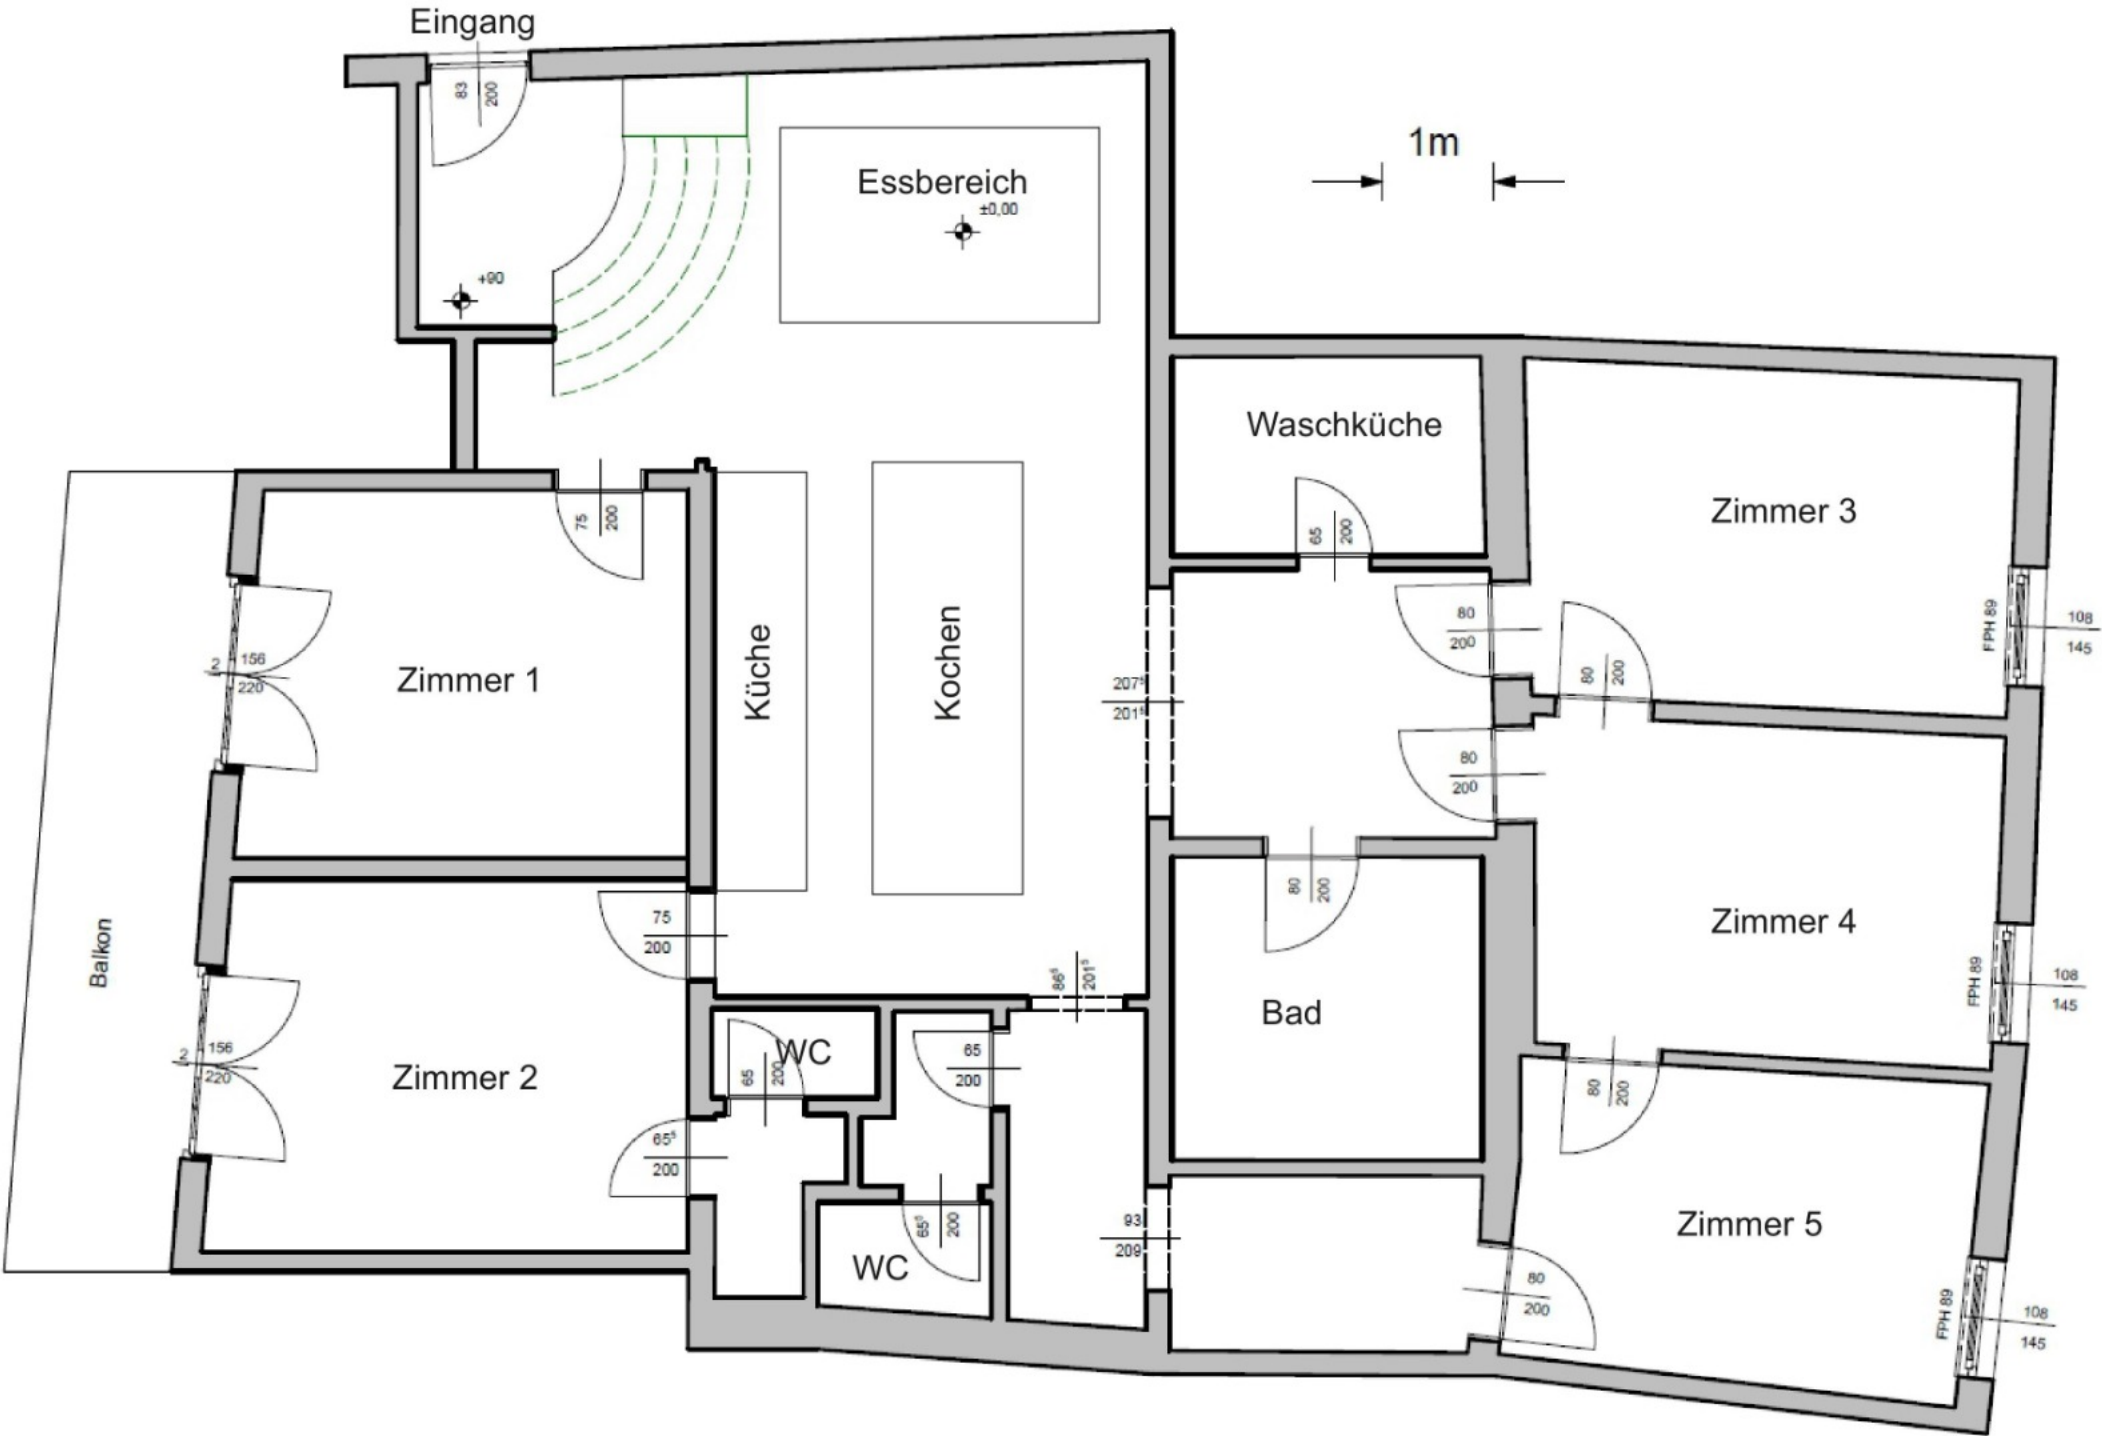 Eingang
83
200
1m
Essbereich
±0,00
+90
Waschküche
65
200
Zimmer 3
75
200
80
200
80
200
FPH 89
108
145
156
2
220
Zimmer 1
Küche
Kochen
207⁵
201⁵
80
200
80
200
Balkon
75
200
Zimmer 4
FPH 89
108
145
86⁵
201⁵
Bad
156
2
220
Zimmer 2
WC
65
200
65
200
80
200
65⁵
200
93
209
65⁵
200
WC
Zimmer 5
80
200
FPH 89
108
145